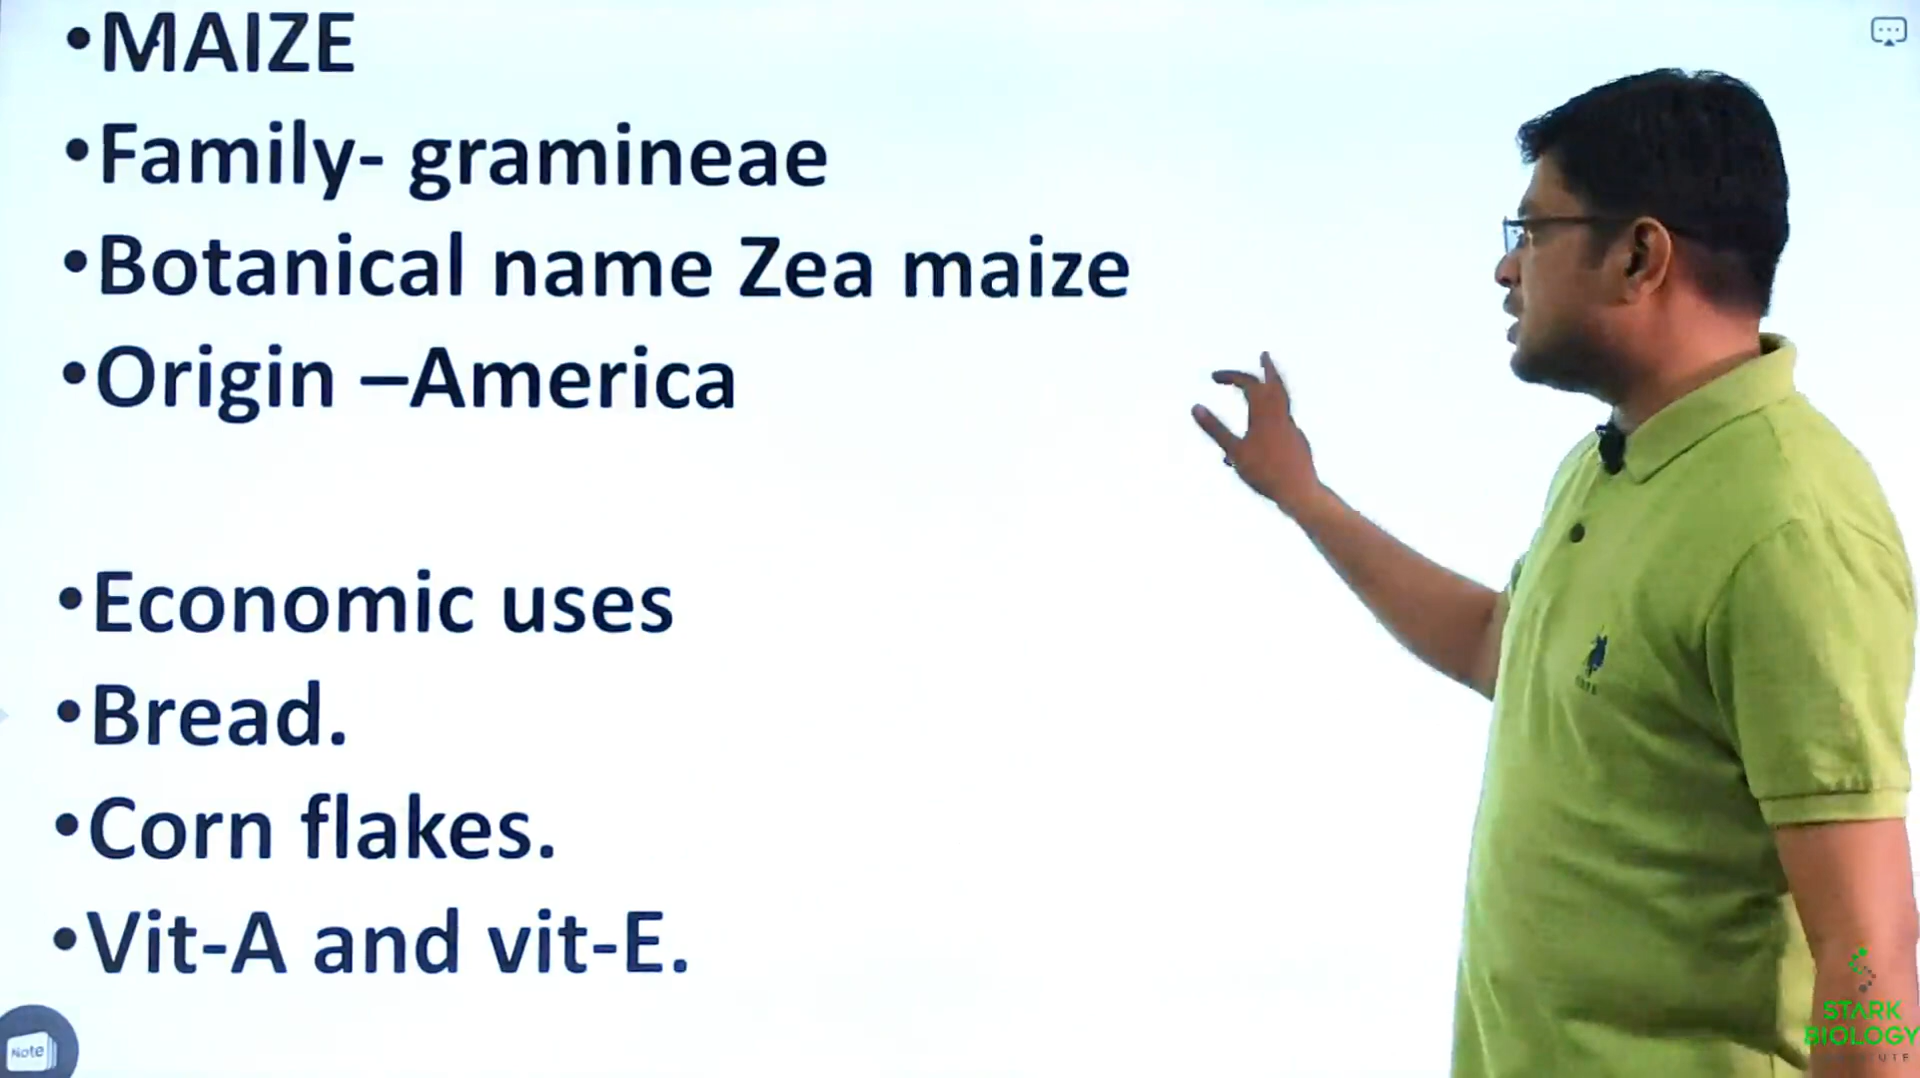 •MAIZE
•Family- gramineae
•Botanical name Zea maize
•Origin –America
•Economic uses
•Bread.
•Corn flakes.
•Vit-A and vit-E.
Note
STARK
BIOLOGY